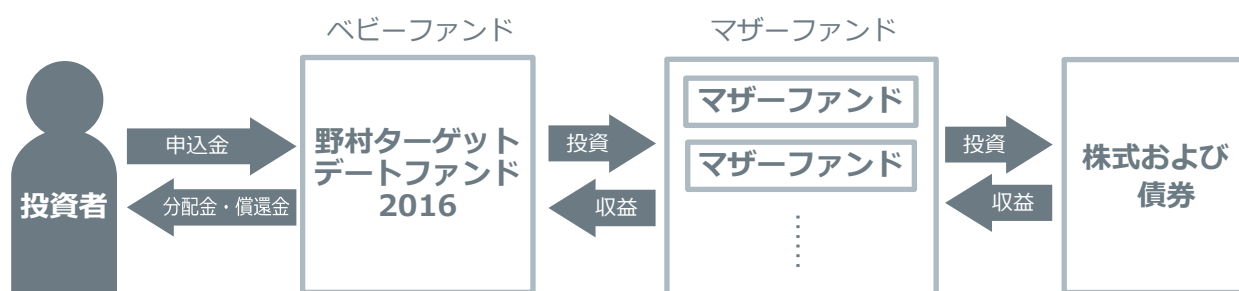 ベビーファンド
マザーファンド
投資者
申込金
分配金・償還金
野村ターゲット
デートファンド
2016
投資
収益
マザーファンド
マザーファンド
投資
収益
株式および
債券